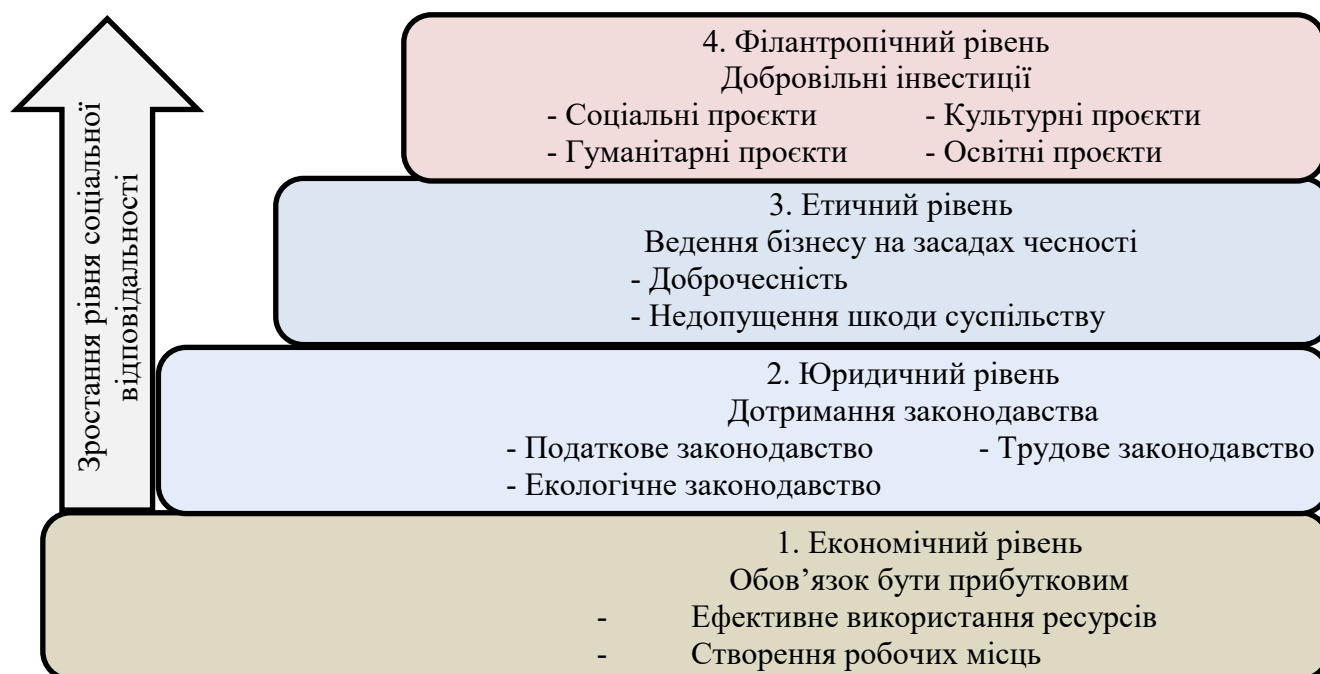 Зростання рівня соціальної
відповідальності
4. Філантропічний рівень
Добровільні інвестиції
- Соціальні проєкти - Культурні проєкти
- Гуманітарні проєкти - Освітні проєкти
3. Етичний рівень
Ведення бізнесу на засадах чесності
- Доброчесність
- Недопущення шкоди суспільству
2. Юридичний рівень
Дотримання законодавства
- Податкове законодавство - Трудове законодавство
- Екологічне законодавство
1. Економічний рівень
Обов’язок бути прибутковим
- Ефективне використання ресурсів
- Створення робочих місць